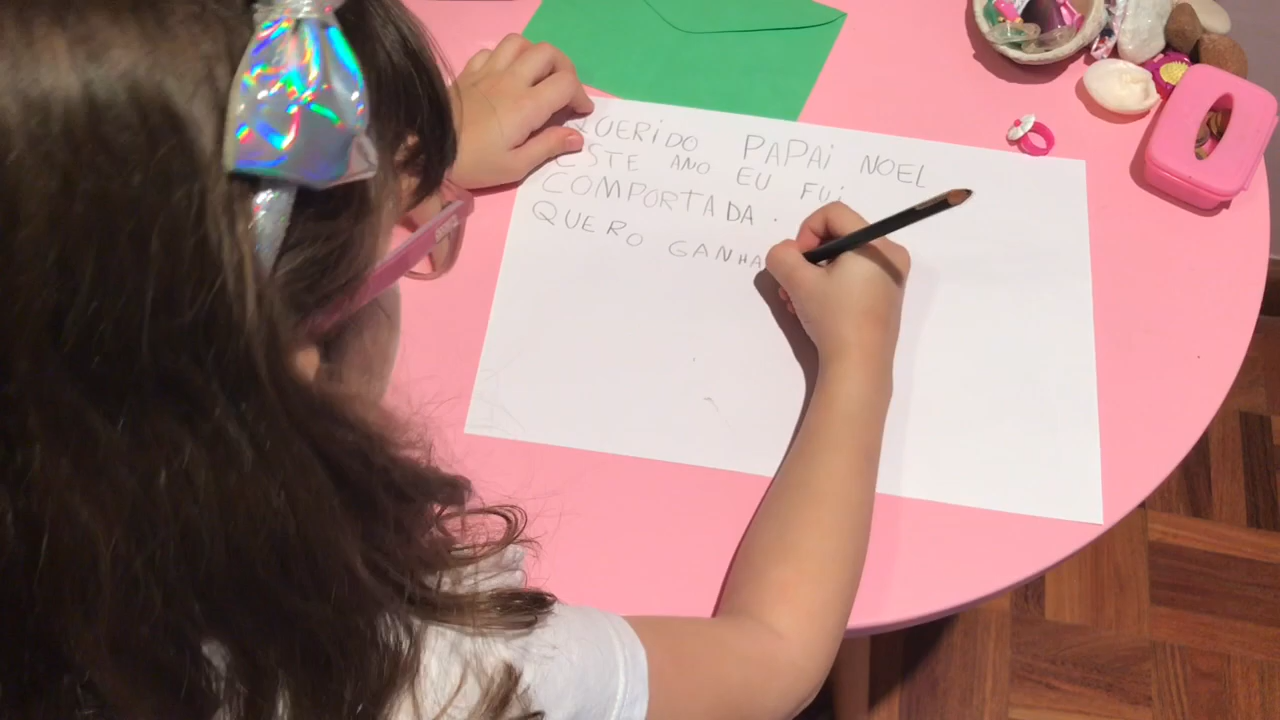 QUERiDO PAPAi NOEL
ESTE ANO EU FUi
COMPORTADA.
QUERO GANHA